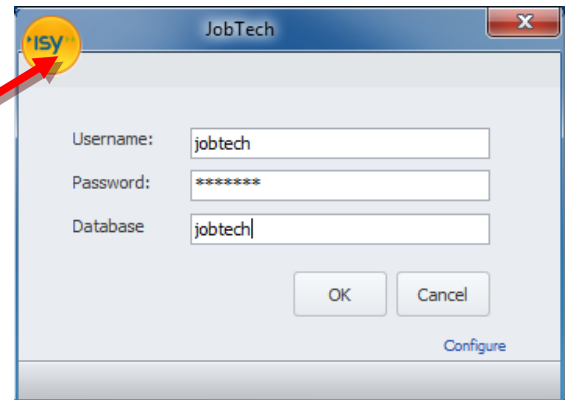 JobTech
'ISY''
Username:
jobtech
Password:
*******
Database
jobtech
OK
Cancel
Configure